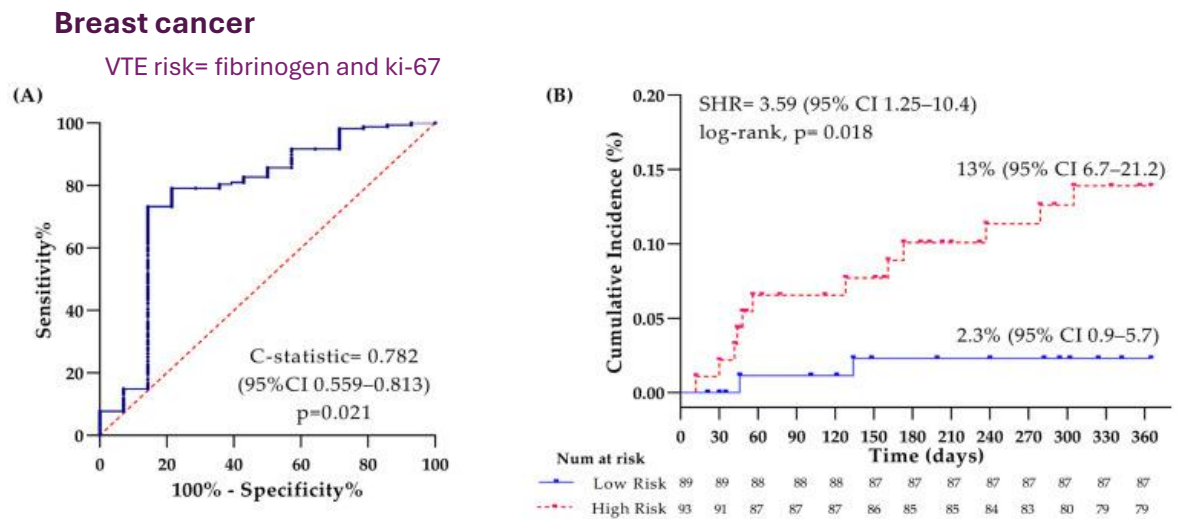 Breast cancer
VTE risk= fibrinogen and ki-67
(A)
100
80
60
40
20
0
Sensitivity%
C-statistic= 0.782
(95%CI 0.559–0.813)
p=0.021
0 20 40 60 80 100
100% - Specificity%
(B)
0.20
0.15
0.10
0.05
0.00
Cumulative Incidence (%)
SHR= 3.59 (95% CI 1.25–10.4)
log-rank, p= 0.018
13% (95% CI 6.7–21.2)
2.3% (95% CI 0.9–5.7)
0 30 60 90 120 150 180 210 240 270 300 330 360
Time (days)
Num at risk
Low Risk 89 89 88 88 88 87 87 87 87 87 87 87 87
High Risk 93 91 87 87 87 86 85 85 84 83 80 79 79